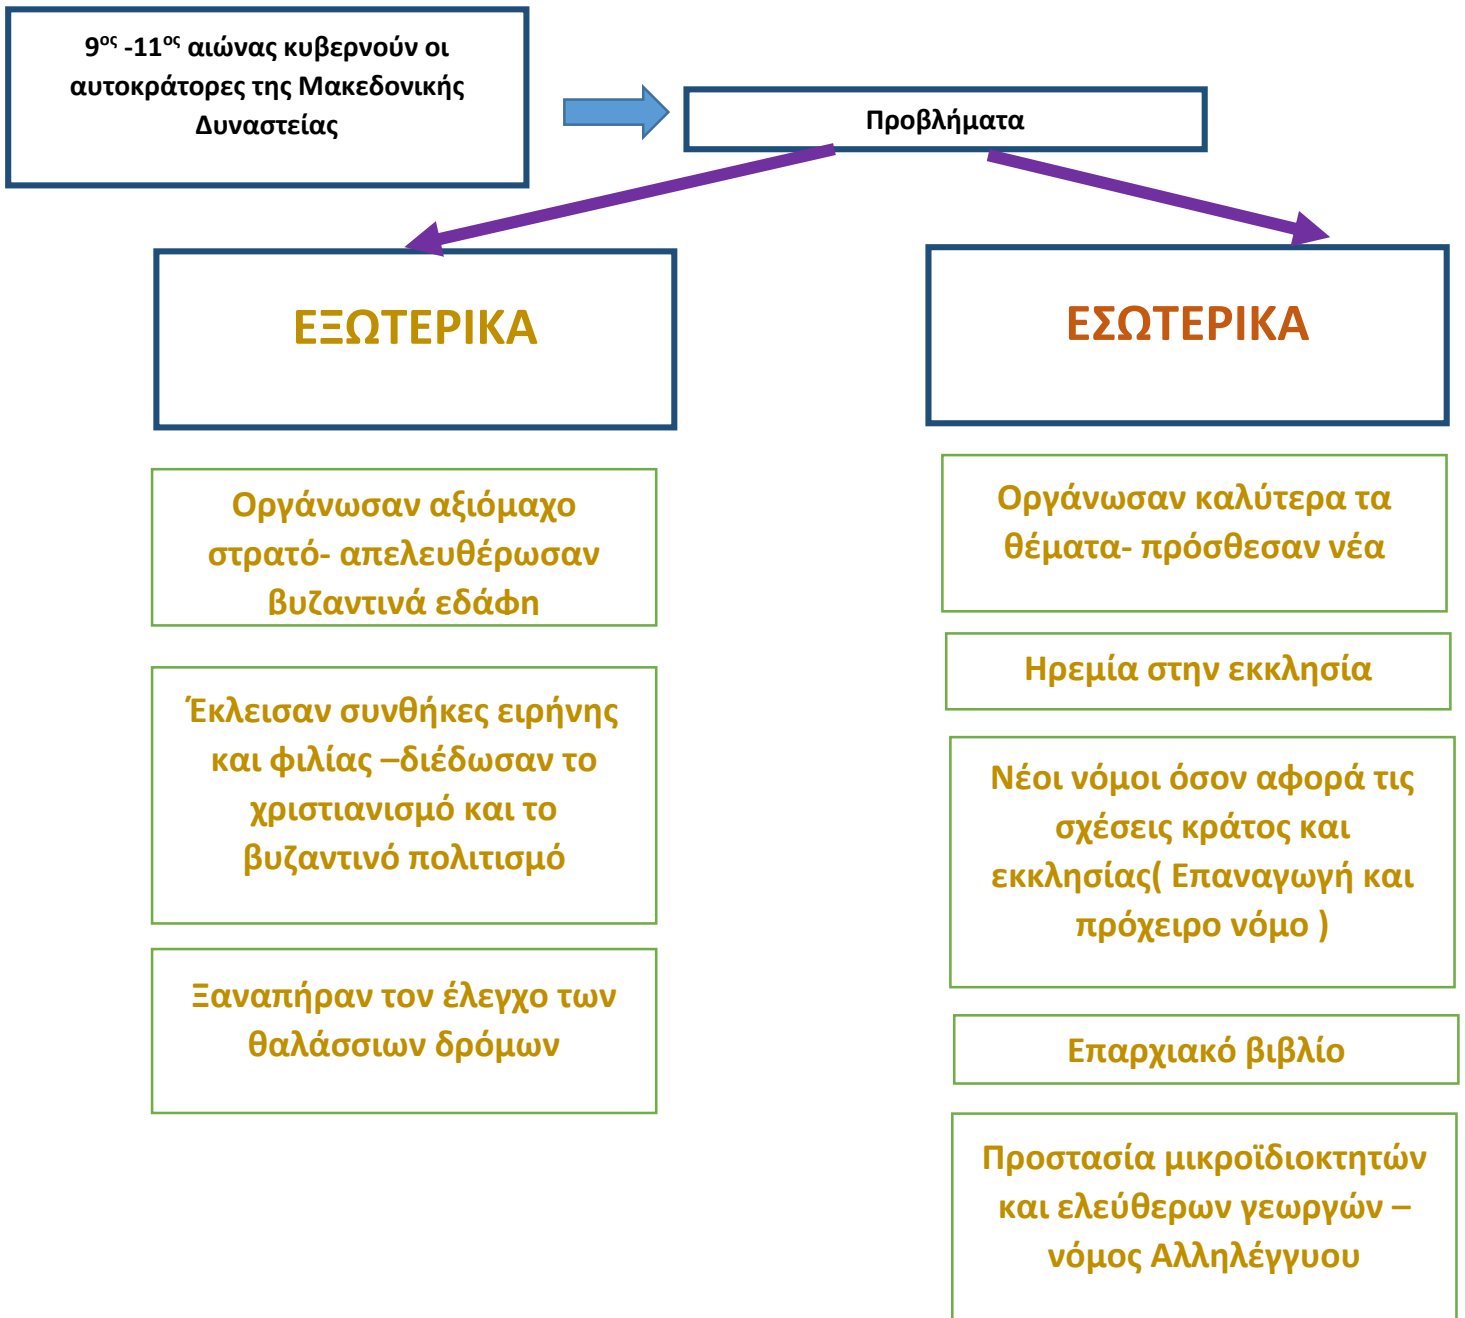 9ος -11ος αιώνας κυβερνούν οι
αυτοκράτορες της Μακεδονικής
Δυναστείας
Προβλήματα
ΕΞΩΤΕΡΙΚΑ
Οργάνωσαν αξιόμαχο
στρατό- απελευθέρωσαν
βυζαντινά εδάφη
Έκλεισαν συνθήκες ειρήνης
και φιλίας –διέδωσαν το
χριστιανισμό και το
βυζαντινό πολιτισμό
Ξαναπήραν τον έλεγχο των
θαλάσσιων δρόμων
ΕΣΩΤΕΡΙΚΑ
Οργάνωσαν καλύτερα τα
θέματα- πρόσθεσαν νέα
Ηρεμία στην εκκλησία
Νέοι νόμοι όσον αφορά τις
σχέσεις κράτος και
εκκλησίας( Επαναγωγή και
πρόχειρο νόμο )
Επαρχιακό βιβλίο
Προστασία μικροϊδιοκτητών
και ελεύθερων γεωργών –
νόμος Αλληλέγγυου